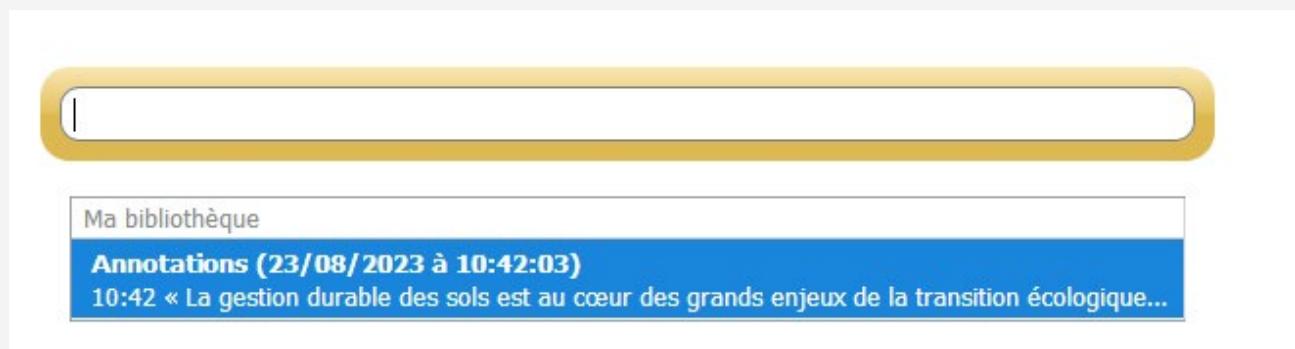 Ma bibliothèque
Annotations (23/08/2023 à 10:42:03)
10:42 « La gestion durable des sols est au cœur des grands enjeux de la transition écologique...